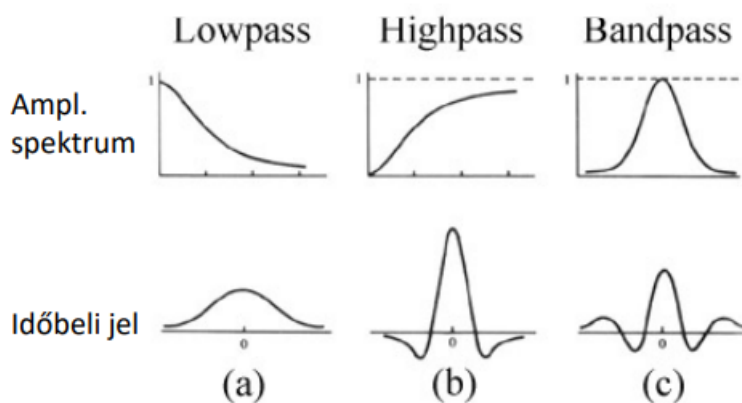 Lowpass Highpass Bandpass
Ampl.
spektrum
1 1 1
Időbeli jel
0 0 0
(a) (b) (c)